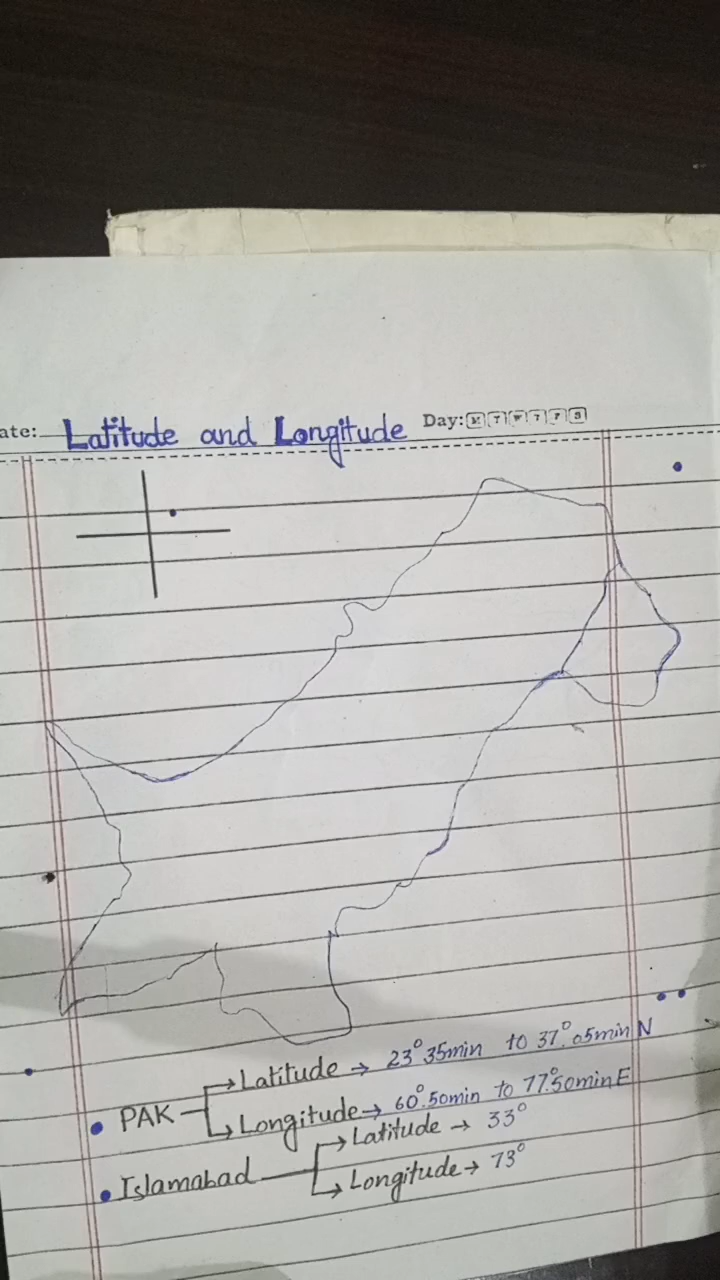 ate: Latitude and Longitude Day: M T W T F S
PAK → Latitude → 23° 35min to 37°.05min N
→ Longitude → 60°.50min to 77°.50min E
Islamabad → Latitude → 33°
→ Longitude → 73°